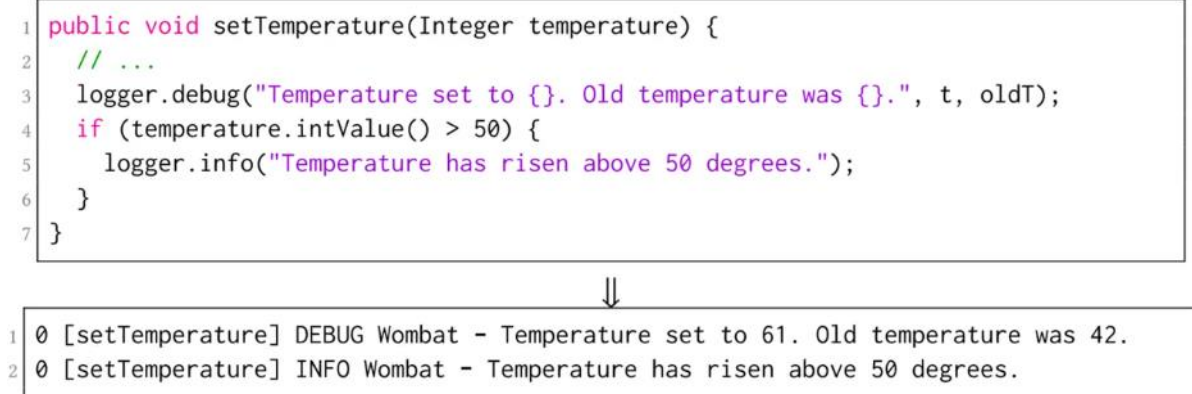 1 public void setTemperature(Integer temperature) {
2 // ...
3 logger.debug("Temperature set to {}. Old temperature was {}.", t, oldT);
4 if (temperature.intValue() > 50) {
5 logger.info("Temperature has risen above 50 degrees.");
6 }
7 }
⇓
1 0 [setTemperature] DEBUG Wombat - Temperature set to 61. Old temperature was 42.
2 0 [setTemperature] INFO Wombat - Temperature has risen above 50 degrees.